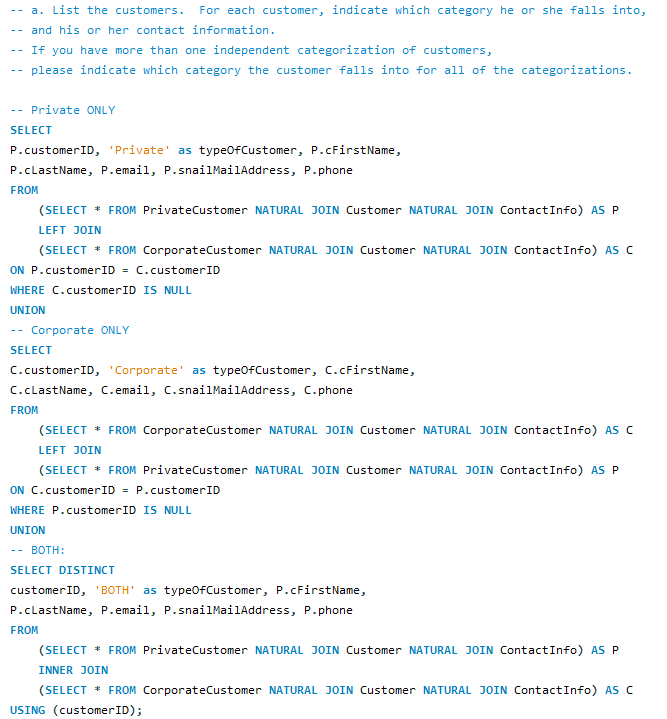 -- a. List the customers.  For each customer, indicate which category he or she falls into,
-- and his or her contact information.
-- If you have more than one independent categorization of customers,
-- please indicate which category the customer falls into for all of the categorizations.

-- Private ONLY
SELECT
P.customerID, 'Private' as typeOfCustomer, P.cFirstName,
P.cLastName, P.email, P.snailMailAddress, P.phone
FROM
    (SELECT * FROM PrivateCustomer NATURAL JOIN Customer NATURAL JOIN ContactInfo) AS P
    LEFT JOIN
    (SELECT * FROM CorporateCustomer NATURAL JOIN Customer NATURAL JOIN ContactInfo) AS C
ON P.customerID = C.customerID
WHERE C.customerID IS NULL
UNION
-- Corporate ONLY
SELECT
C.customerID, 'Corporate' as typeOfCustomer, C.cFirstName,
C.cLastName, C.email, C.snailMailAddress, C.phone
FROM
    (SELECT * FROM CorporateCustomer NATURAL JOIN Customer NATURAL JOIN ContactInfo) AS C
    LEFT JOIN
    (SELECT * FROM PrivateCustomer NATURAL JOIN Customer NATURAL JOIN ContactInfo) AS P
ON C.customerID = P.customerID
WHERE P.customerID IS NULL
UNION
-- BOTH:
SELECT DISTINCT
customerID, 'BOTH' as typeOfCustomer, P.cFirstName,
P.cLastName, P.email, P.snailMailAddress, P.phone
FROM
    (SELECT * FROM PrivateCustomer NATURAL JOIN Customer NATURAL JOIN ContactInfo) AS P
    INNER JOIN
    (SELECT * FROM CorporateCustomer NATURAL JOIN Customer NATURAL JOIN ContactInfo) AS C
USING (customerID);